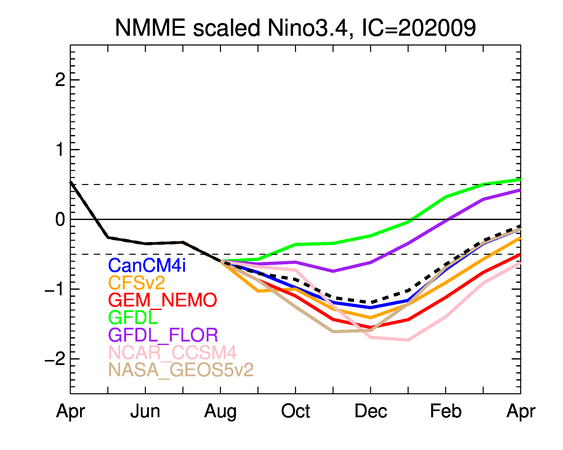 NMME scaled Nino3.4, IC=202009
2
1
0
−1
−2
CanCM4i
CFSv2
GEM_NEMO
GFDL
GFDL_FLOR
NCAR_CCSM4
NASA_GEOS5v2
Apr Jun Aug Oct Dec Feb Apr